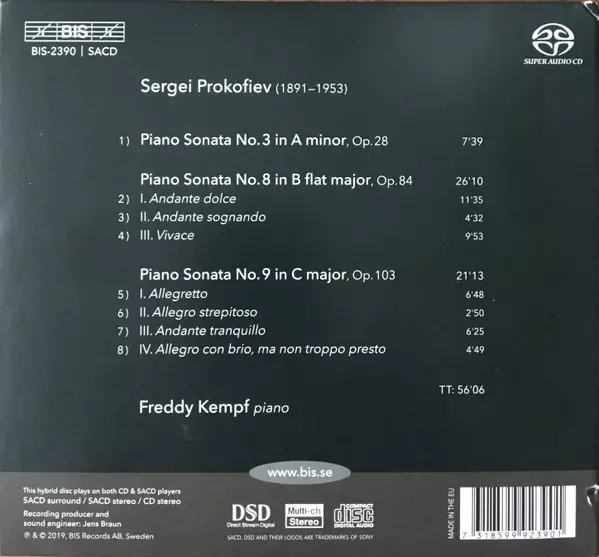 BIS
BIS-2390 | SACD
SUPER AUDIO CD
Sergei Prokofiev (1891–1953)
1) Piano Sonata No.3 in A minor, Op.28 7'39
Piano Sonata No.8 in B flat major, Op.84 26'10
2) I. Andante dolce 11'35
3) II. Andante sognando 4'32
4) III. Vivace 9'53
Piano Sonata No.9 in C major, Op.103 21'13
5) I. Allegretto 6'48
6) II. Allegro strepitoso 2'50
7) III. Andante tranquillo 6'25
8) IV. Allegro con brio, ma non troppo presto 4'49
TT: 56'06
Freddy Kempf piano
www.bis.se
This hybrid disc plays on both CD & SACD players
SACD surround / SACD stereo / CD stereo
Recording producer and
sound engineer: Jens Braun
℗ & © 2019, BIS Records AB, Sweden
DSD
Direct Stream Digital
Multi-ch
Stereo
COMPACT
disc
DIGITAL AUDIO
SACD, DSD AND THEIR LOGOS ARE TRADEMARKS OF SONY
MADE IN THE EU
7 318599 923901